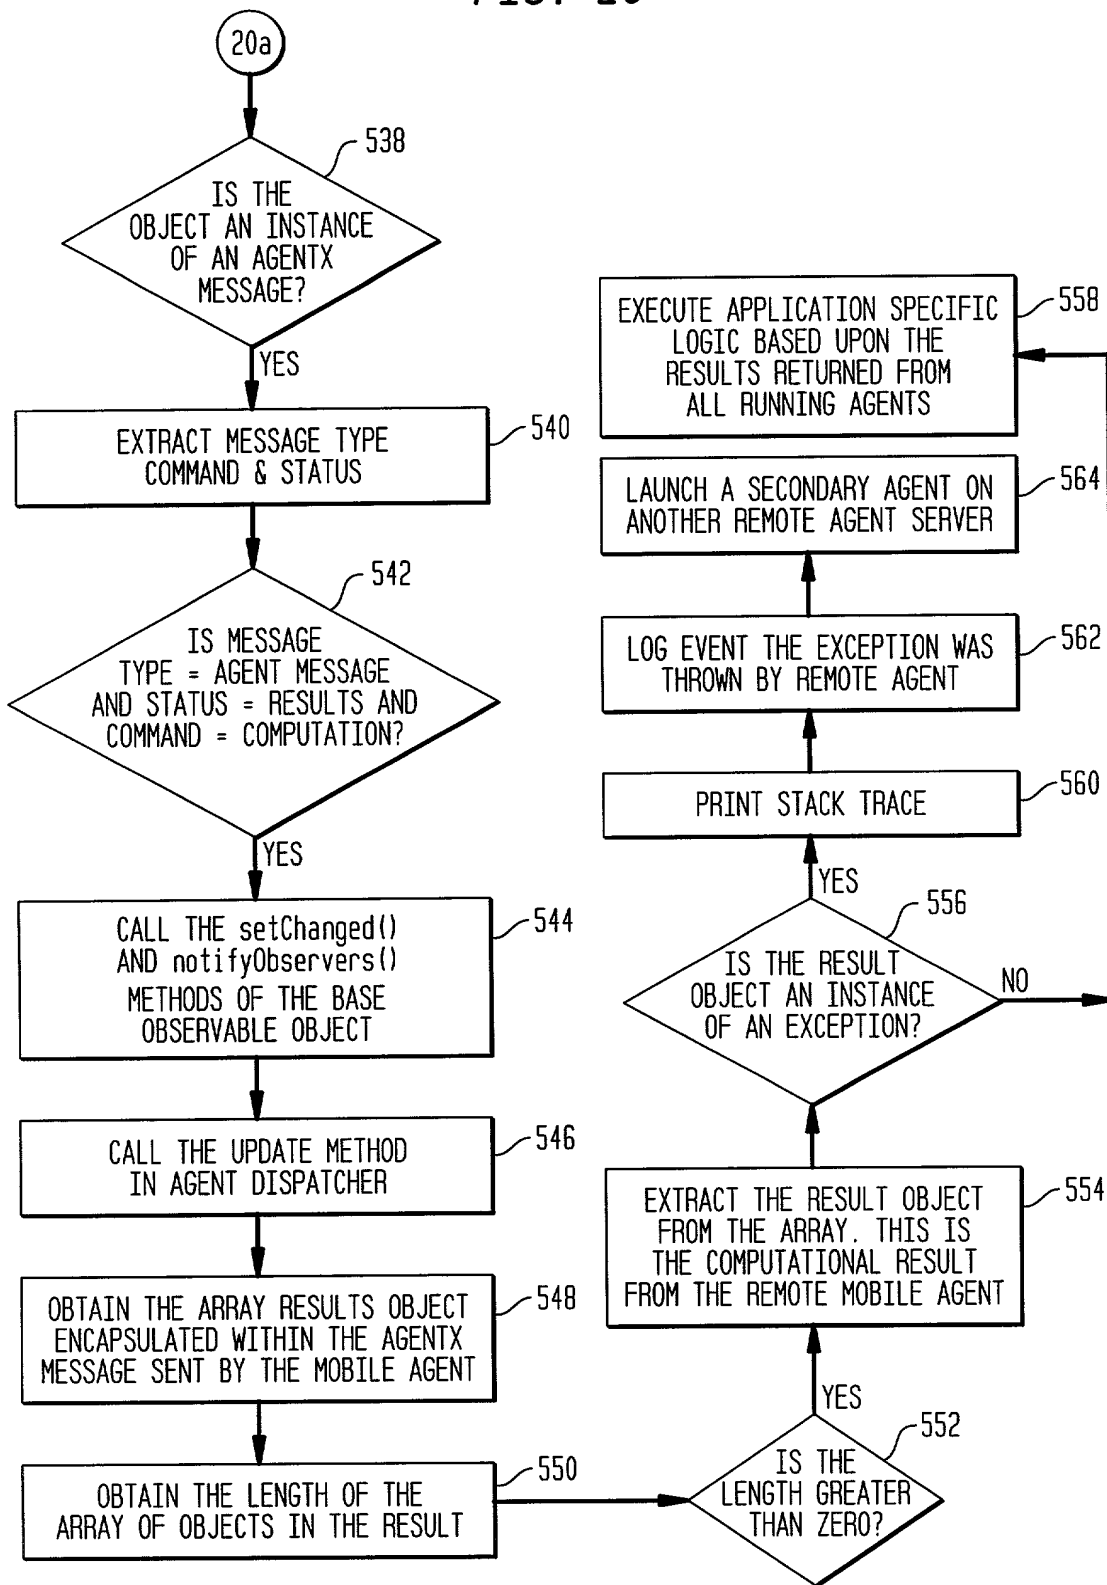 20a
538
IS THE
OBJECT AN INSTANCE
OF AN AGENTX
MESSAGE?
YES
EXTRACT MESSAGE TYPE
COMMAND & STATUS
540
542
IS MESSAGE
TYPE = AGENT MESSAGE
AND STATUS = RESULTS AND
COMMAND = COMPUTATION?
YES
CALL THE setChanged()
AND notifyObservers()
METHODS OF THE BASE
OBSERVABLE OBJECT
544
CALL THE UPDATE METHOD
IN AGENT DISPATCHER
546
OBTAIN THE ARRAY RESULTS OBJECT
ENCAPSULATED WITHIN THE AGENTX
MESSAGE SENT BY THE MOBILE AGENT
548
OBTAIN THE LENGTH OF THE
ARRAY OF OBJECTS IN THE RESULT
550
552
IS THE
LENGTH GREATER
THAN ZERO?
YES
EXTRACT THE RESULT OBJECT
FROM THE ARRAY. THIS IS
THE COMPUTATIONAL RESULT
FROM THE REMOTE MOBILE AGENT
554
556
IS THE RESULT
OBJECT AN INSTANCE
OF AN EXCEPTION?
NO
YES
PRINT STACK TRACE
560
LOG EVENT THE EXCEPTION WAS
THROWN BY REMOTE AGENT
562
LAUNCH A SECONDARY AGENT ON
ANOTHER REMOTE AGENT SERVER
564
EXECUTE APPLICATION SPECIFIC
LOGIC BASED UPON THE
RESULTS RETURNED FROM
ALL RUNNING AGENTS
558